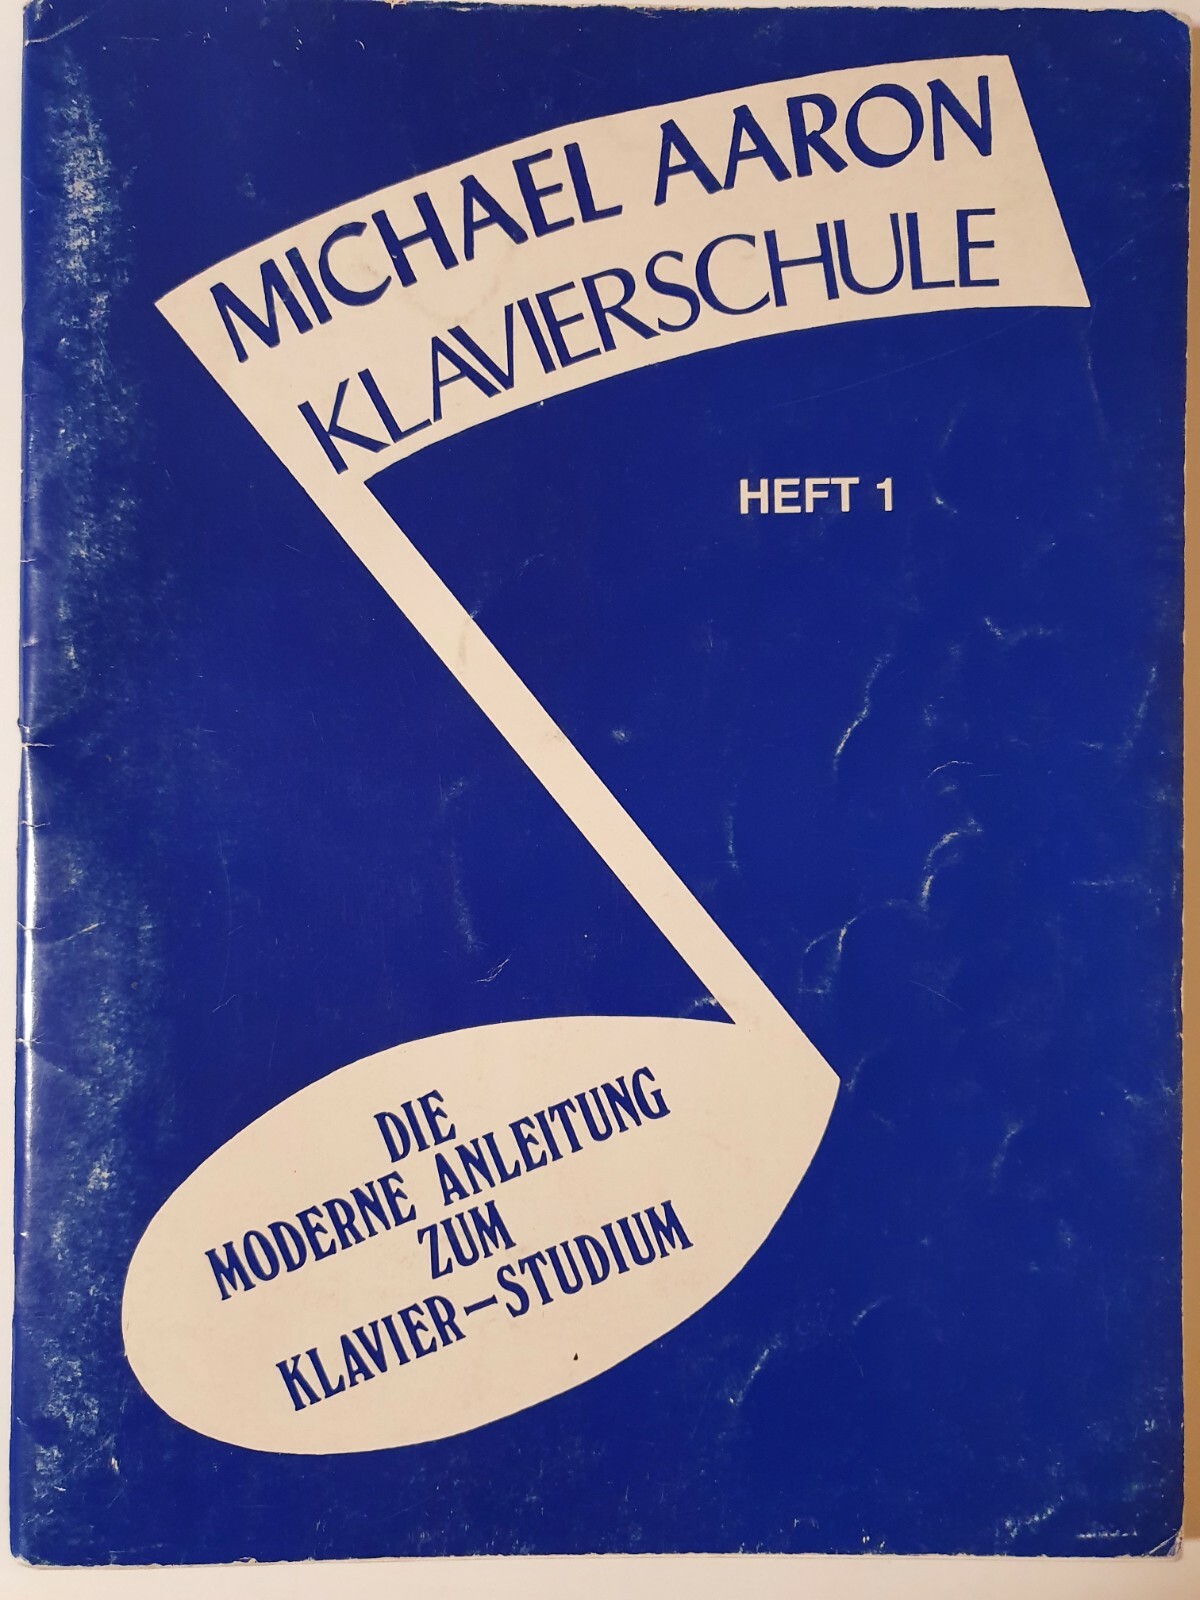 MICHAEL AARON
KLAVIERSCHULE
HEFT 1
DIE
MODERNE ANLEITUNG
ZUM
KLAVIER–STUDIUM